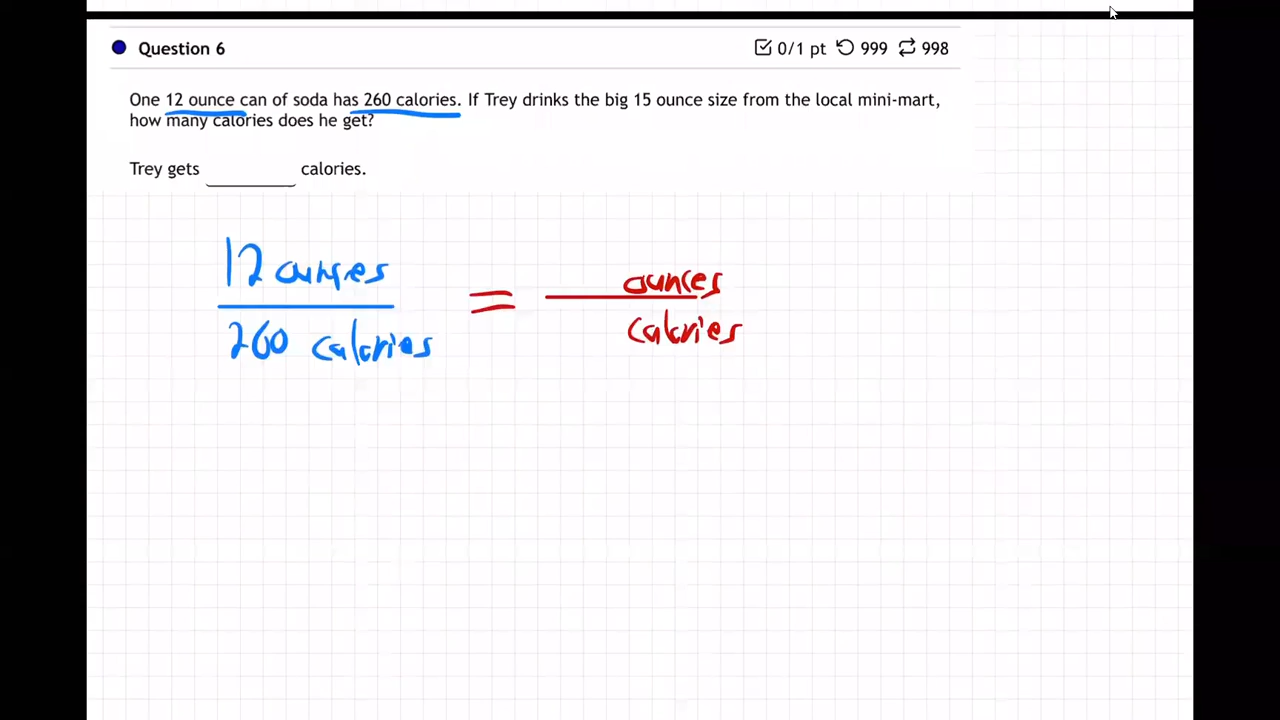 Question 6
0/1 pt 999 998
One 12 ounce can of soda has 260 calories. If Trey drinks the big 15 ounce size from the local mini-mart,
how many calories does he get?
Trey gets ________ calories.
12 ounces
260 calories
=
ounces
calories